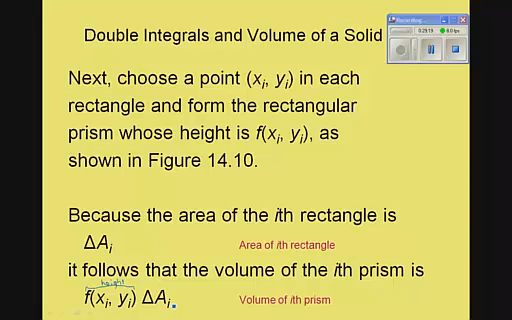 Double Integrals and Volume of a Solid
Next, choose a point (xᵢ, yᵢ) in each
rectangle and form the rectangular
prism whose height is f(xᵢ, yᵢ), as
shown in Figure 14.10.
Because the area of the ith rectangle is
ΔAᵢ Area of ith rectangle
it follows that the volume of the ith prism is
height
f(xᵢ, yᵢ) ΔAᵢ. Volume of ith prism